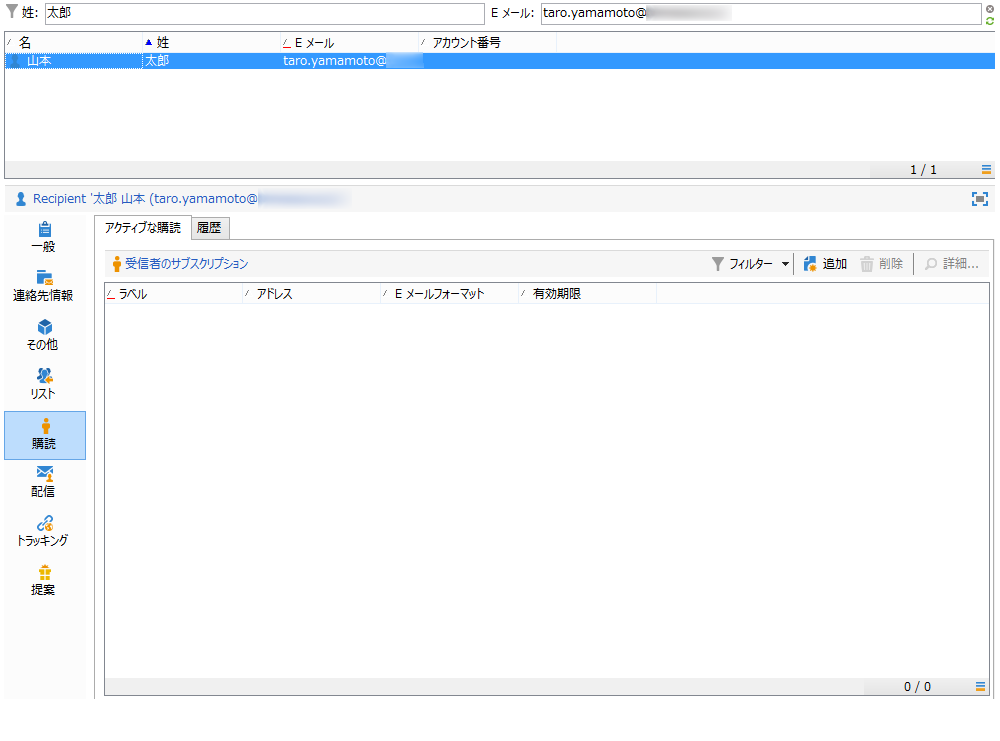 姓: 太郎 E メール: taro.yamamoto@
名 姓 E メール アカウント番号
山本 太郎 taro.yamamoto@
1 / 1
Recipient '太郎 山本 (taro.yamamoto@
一般
連絡先情報
その他
リスト
購読
配信
トラッキング
提案
アクティブな購読 履歴
受信者のサブスクリプション フィルター 追加 削除 詳細...
ラベル アドレス E メールフォーマット 有効期限
0 / 0